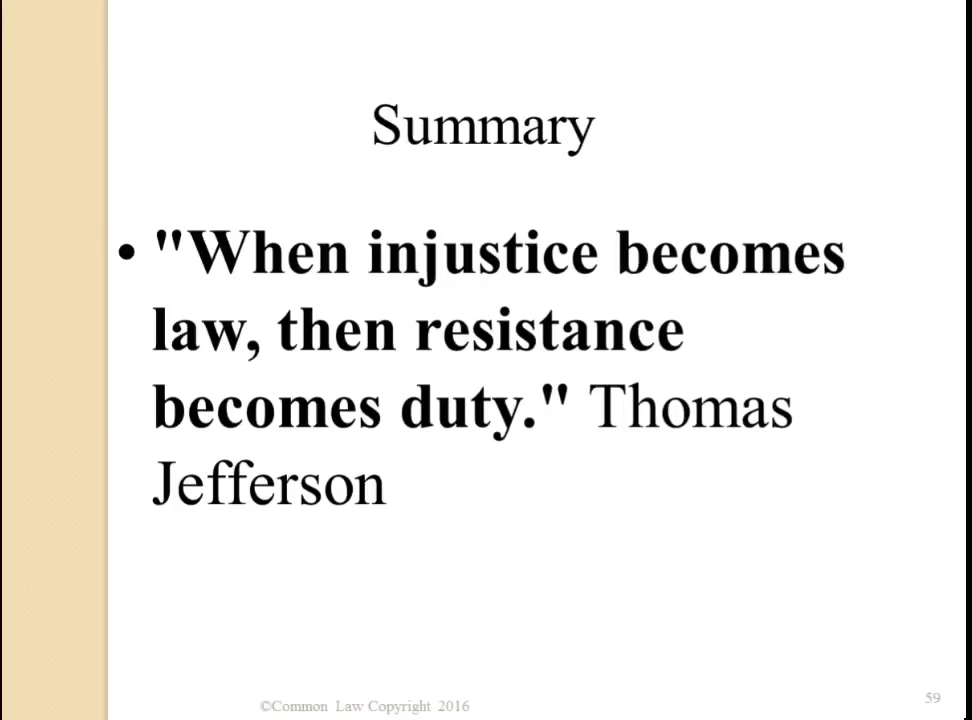 Summary
• "When injustice becomes
law, then resistance
becomes duty." Thomas
Jefferson
©Common Law Copyright 2016
59